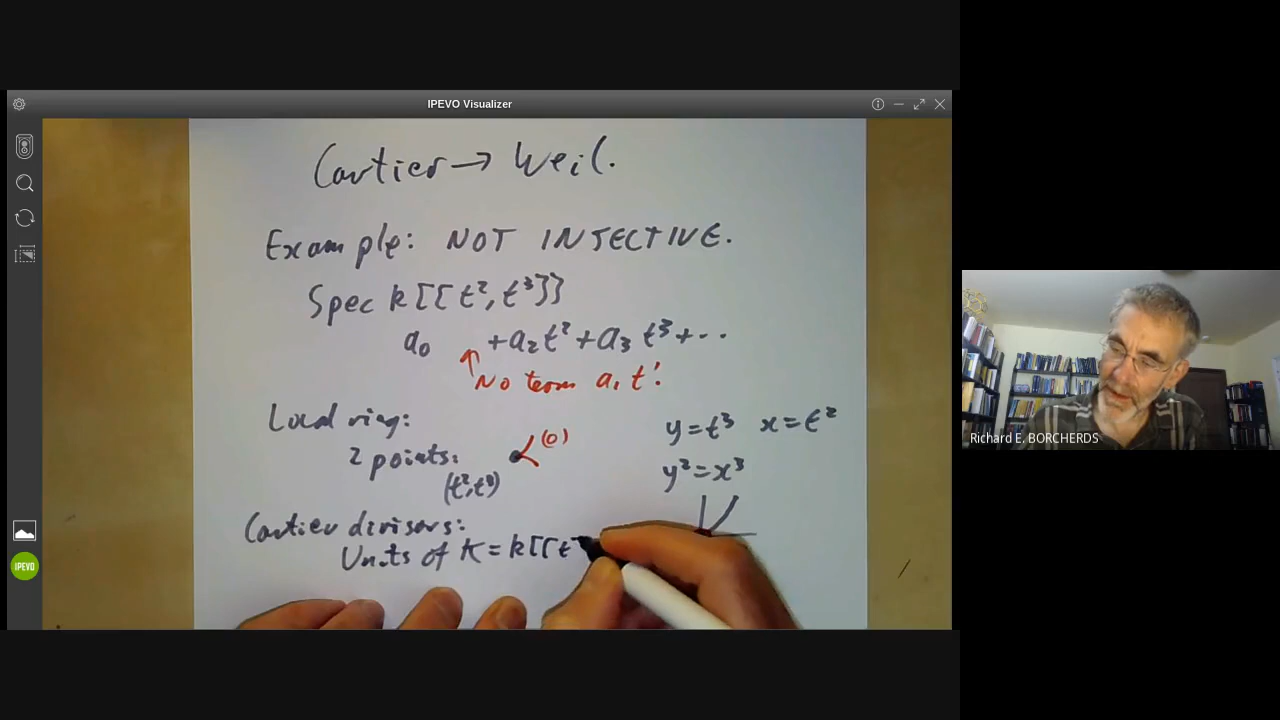 IPEVO Visualizer
Cartier → Weil.
Example: NOT INJECTIVE.
Spec k[[t², t³]]
a₀ + a₂t² + a₃t³ + ···
No term a₁t!
Local ring:
y = t³ x = t²
2 points: (0)
y² = x³
(t², t³)
Cartier divisors:
Units of K = k[[t]
Richard E. BORCHERDS
IPEVO